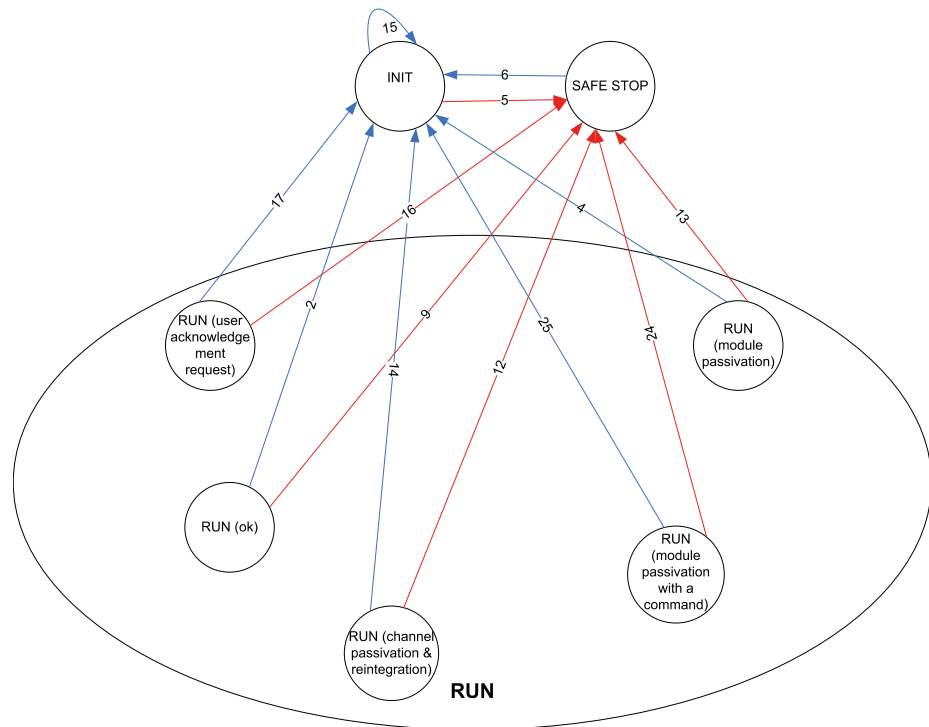 15
INIT
6
SAFE STOP
5
17
16
4
13
RUN (user
acknowledge
ment
request)
2
9
25
24
RUN
(module
passivation)
14
12
RUN (ok)
RUN
(module
passivation
with a
command)
RUN (channel
passivation &
reintegration)
RUN